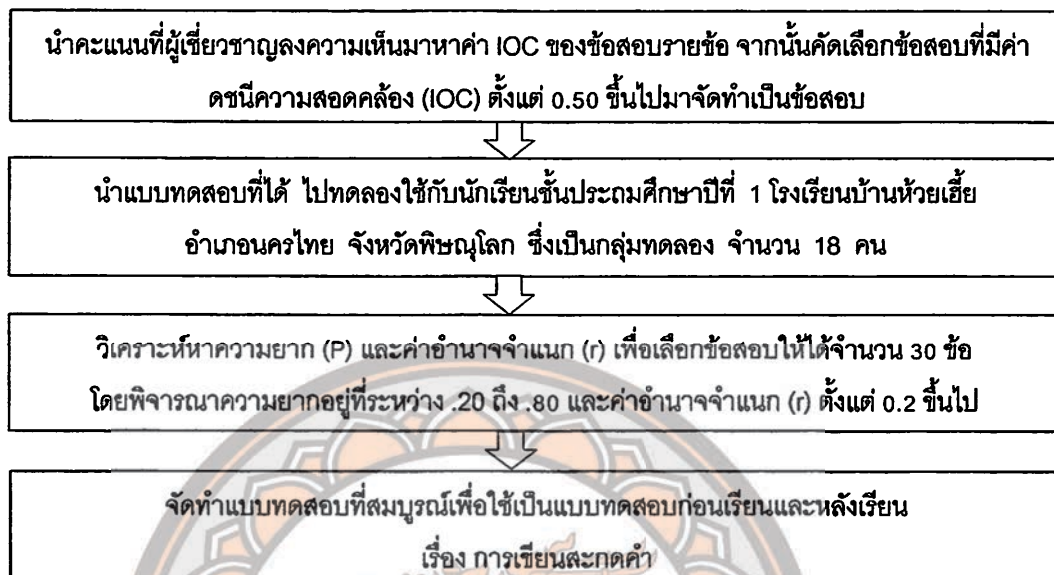 นำคะแนนที่ผู้เชี่ยวชาญลงความเห็นมาหาค่า IOC ของข้อสอบรายข้อ จากนั้นคัดเลือกข้อสอบที่มีค่า
ดชนีความสอดคล้อง (IOC) ตั้งแต่ 0.50 ขึ้นไปมาจัดทำเป็นข้อสอบ
นำแบบทดสอบที่ได้ ไปทดลองใช้กับนักเรียนชั้นประถมศึกษาปีที่ 1 โรงเรียนบ้านห้วยเฮี้ย
อำเภอนครไทย จังหวัดพิษณุโลก ซึ่งเป็นกลุ่มทดลอง จำนวน 18 คน
วิเคราะห์หาความยาก (P) และค่าอำนาจจำแนก (r) เพื่อเลือกข้อสอบให้ได้จำนวน 30 ข้อ
โดยพิจารณาความยากอยู่ที่ระหว่าง .20 ถึง .80 และค่าอำนาจจำแนก (r) ตั้งแต่ 0.2 ขึ้นไป
จัดทำแบบทดสอบที่สมบูรณ์เพื่อใช้เป็นแบบทดสอบก่อนเรียนและหลังเรียน
เรื่อง การเขียนสะกดคำ